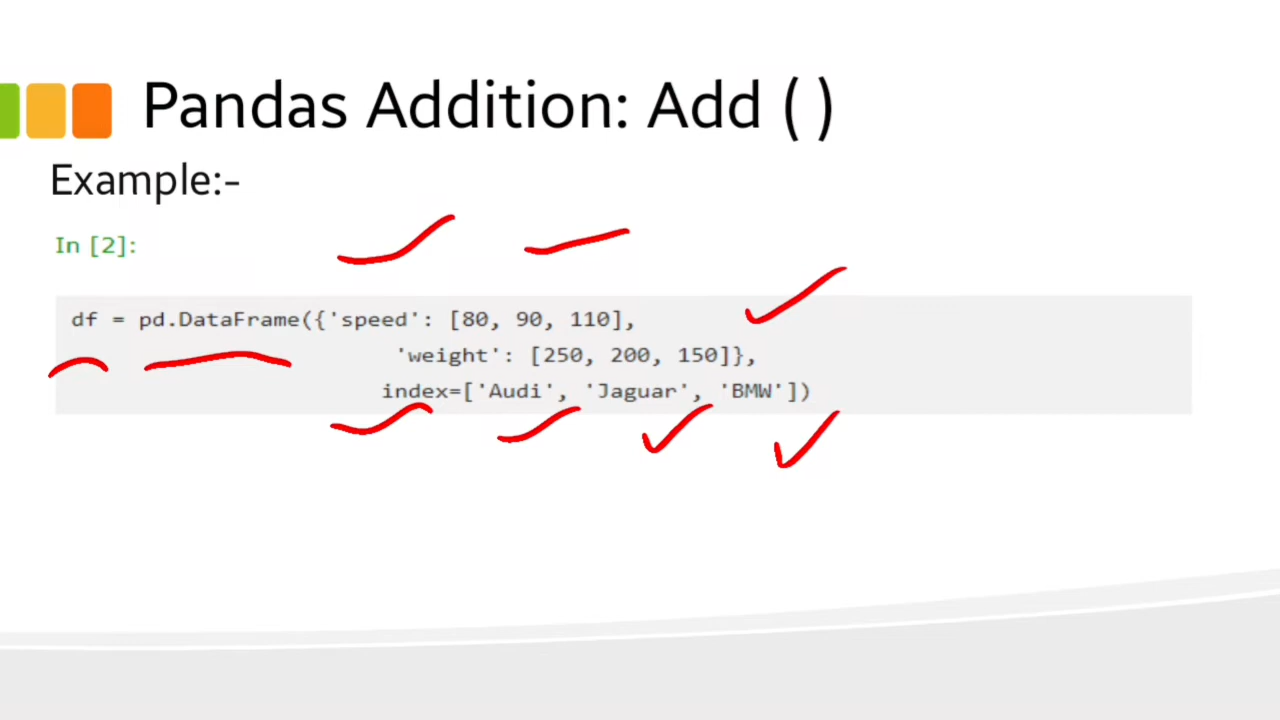 Pandas Addition: Add ( )
Example:-
In [2]:
df = pd.DataFrame({'speed': [80, 90, 110],
'weight': [250, 200, 150]},
index=['Audi', 'Jaguar', 'BMW'])